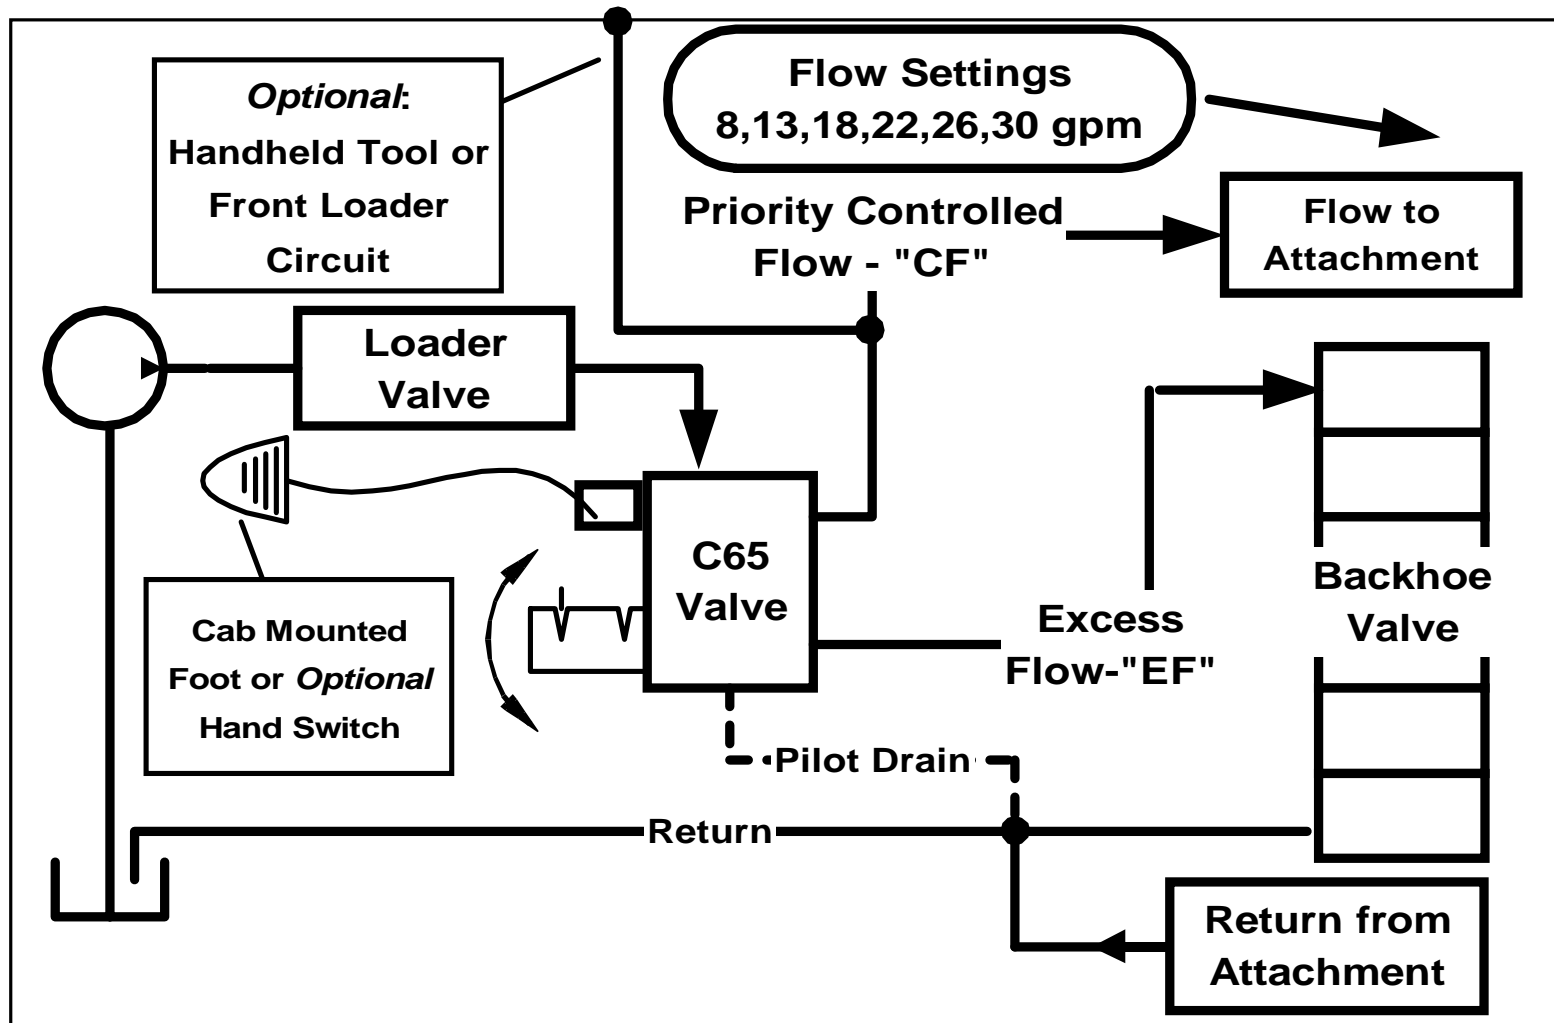 Optional:
Handheld Tool or
Front Loader
Circuit
Flow Settings
8,13,18,22,26,30 gpm
Priority Controlled
Flow - "CF"
Flow to
Attachment
Loader
Valve
C65
Valve
Cab Mounted
Foot or Optional
Hand Switch
Excess
Flow-"EF"
Backhoe
Valve
Pilot Drain
Return
Return from
Attachment